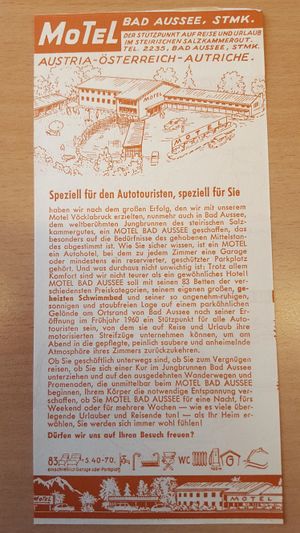 MOTEL BAD AUSSEE, STMK.
DER STÜTZPUNKT AUF REISE UND URLAUB
IM STEIRISCHEN SALZKAMMERGUT.
TEL. 2235, BAD AUSSEE, STMK.
AUSTRIA-ÖSTERREICH-AUTRICHE.
MOTEL
MOTEL
Speziell für den Autotouristen, speziell für Sie
haben wir nach dem großen Erfolg, den wir mit unserem
Motel Vöcklabruck erzielten, nunmehr auch in Bad Aussee,
dem weltberühmten Jungbrunnen des steirischen Salz-
kammergutes, ein MOTEL BAD AUSSEE geschaffen, das
besonders auf die Bedürfnisse des gehobenen Mittelstan-
des abgestimmt ist. Wie Sie sicher wissen, ist ein MOTEL
ein Autohotel, bei dem zu jedem Zimmer eine Garage
oder mindestens ein reservierter, geschützter Parkplatz
gehört. Und was durchaus nicht unwichtig ist: Trotz allem
Komfort sind wir nicht teurer als ein gewöhnliches Hotel!
MOTEL BAD AUSSEE soll mit seinen 83 Betten der ver-
schiedensten Preiskategorien, seinem eigenen großen, ge-
heizten Schwimmbad und seiner so angenehm-ruhigen,
sonnigen und staubfreien Lage auf einem parkähnlichen
Gelände am Ortsrand von Bad Aussee nach seiner Er-
öffnung im Frühjahr 1960 ein Stützpunkt für alle Auto-
touristen sein, von dem sie auf Reise und Urlaub ihre
motorisierten Streifzüge unternehmen können, um am
Abend in die gepflegte, peinlich saubere und anheimelnde
Atmosphäre ihres Zimmers zurückzukehren.
Ob Sie geschäftlich unterwegs sind, ob Sie zum Vergnügen
reisen, ob Sie sich einer Kur im Jungbrunnen Bad Aussee
unterziehen und auf den ausgedehnten Wanderwegen und
Promenaden, die unmittelbar beim MOTEL BAD AUSSEE
beginnen, Ihrem Körper die notwendige Entspannung ver-
schaffen, ob Sie MOTEL BAD AUSSEE für eine Nacht, fürs
Weekend oder für mehrere Wochen — wie es viele über-
legende Urlauber und Reisende tun! — als Ihr Heim er-
wählen, Sie werden sich immer wohl fühlen!
Dürfen wir uns auf Ihren Besuch freuen?
83 S 40-70. WC G
einschließlich Garage oder Parkplatz
MOTEL
MOTEL